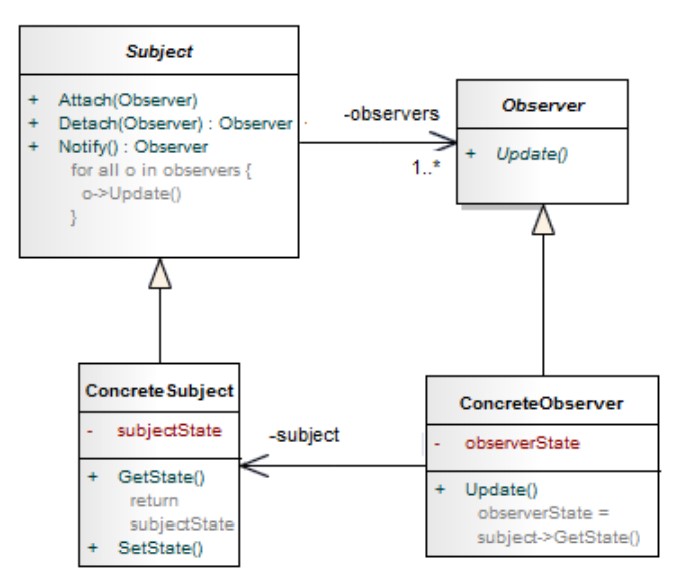 Subject
+ Attach(Observer)
+ Detach(Observer) : Observer
+ Notify() : Observer
for all o in observers {
o->Update()
}
-observers
1..*
Observer
+ Update()
ConcreteSubject
- subjectState
+ GetState()
return
subjectState
+ SetState()
-subject
ConcreteObserver
- observerState
+ Update()
observerState =
subject->GetState()